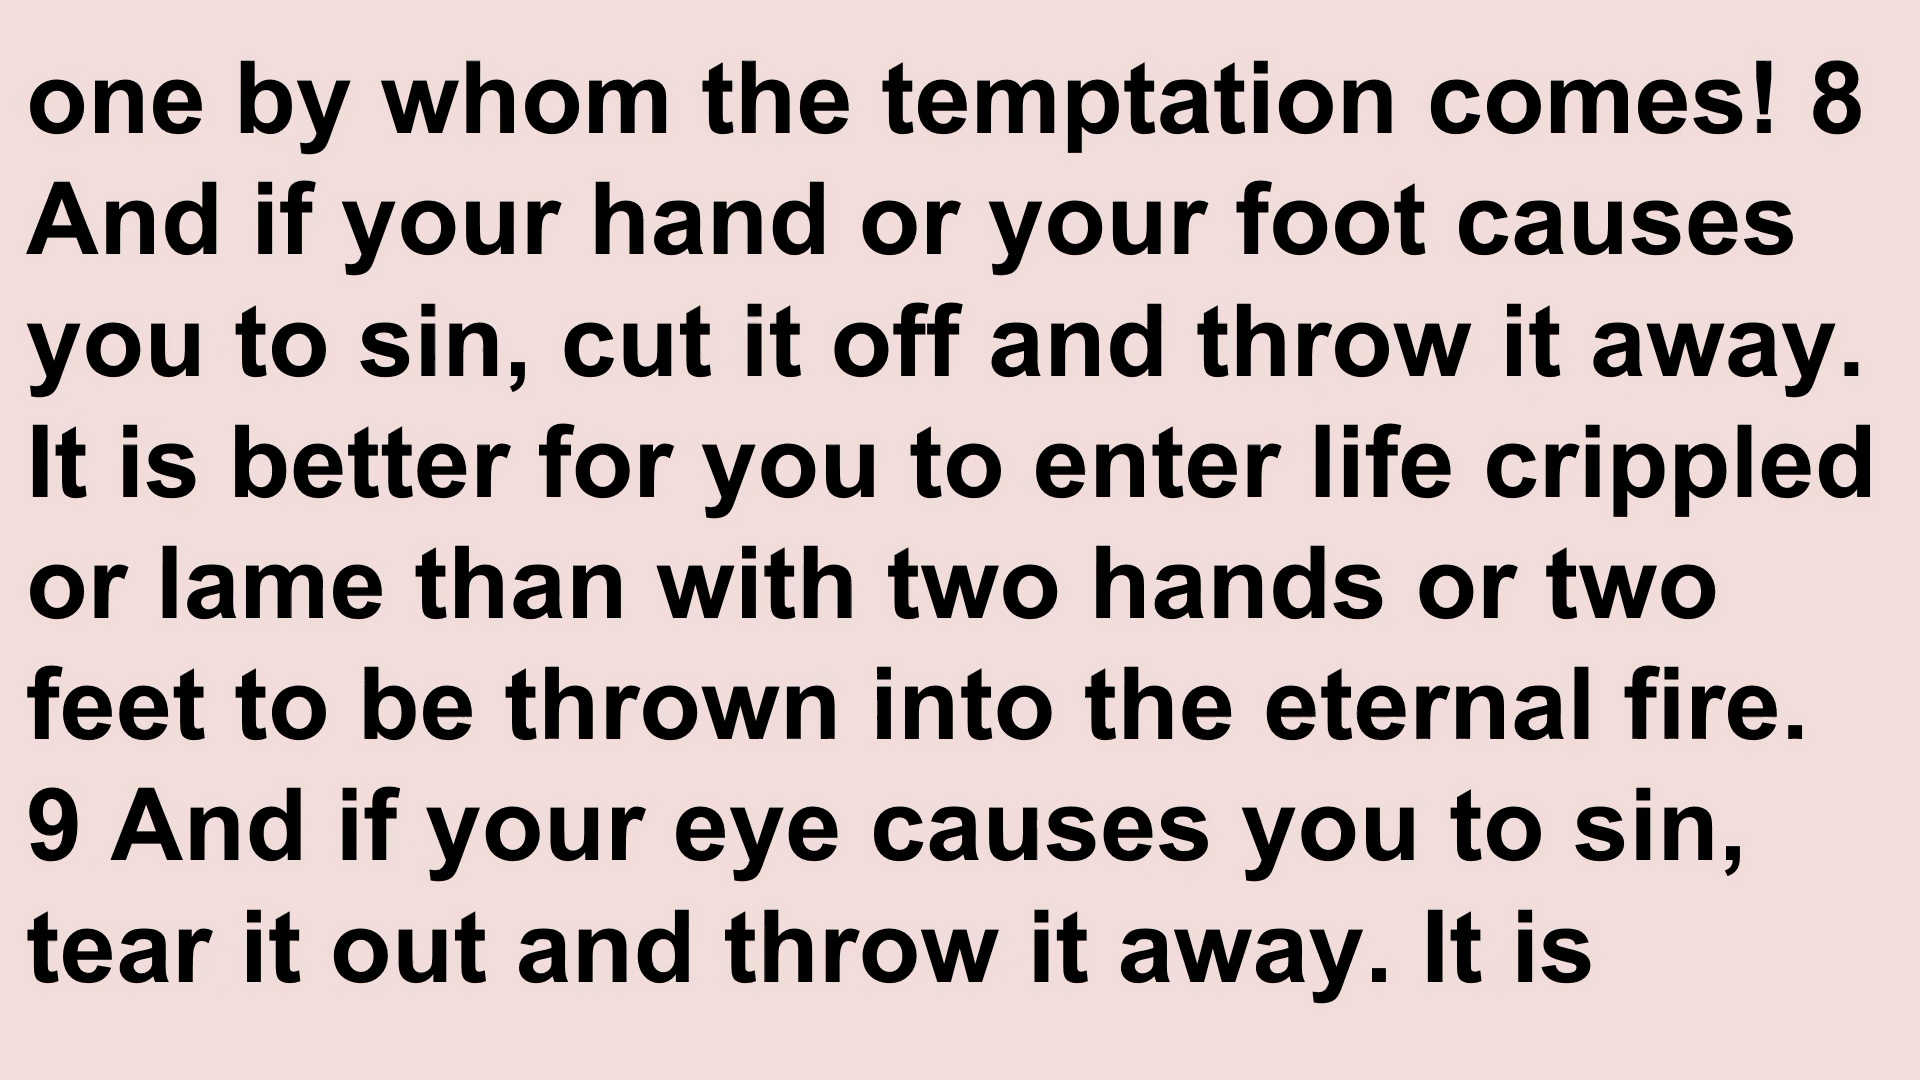 one by whom the temptation comes! 8
And if your hand or your foot causes
you to sin, cut it off and throw it away.
It is better for you to enter life crippled
or lame than with two hands or two
feet to be thrown into the eternal fire.
9 And if your eye causes you to sin,
tear it out and throw it away. It is